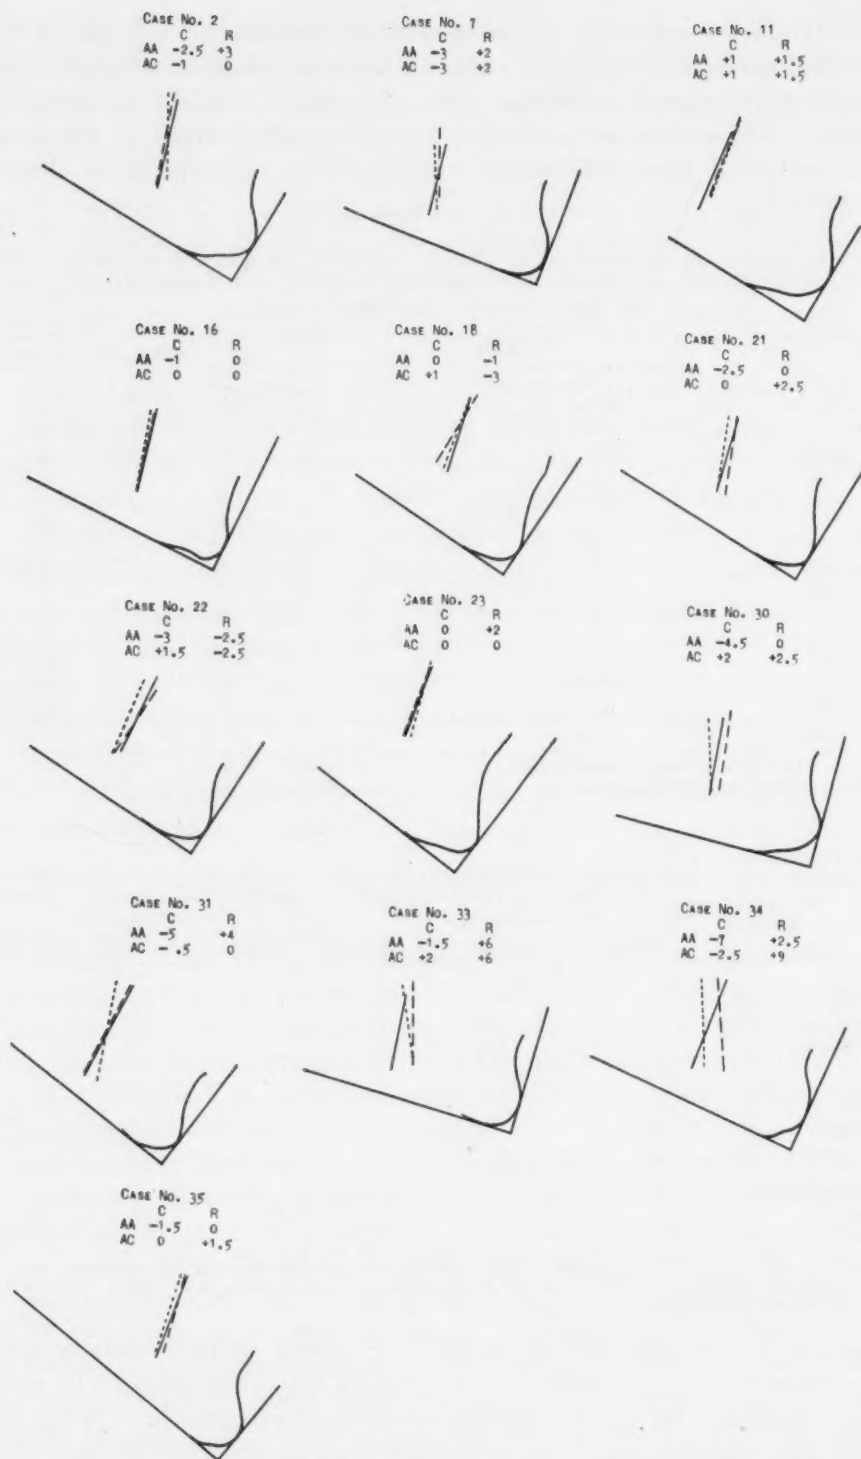 CASE No. 2
C R
AA -2.5 +3
AC -1 0
CASE No. 7
C R
AA -3 +2
AC -3 +2
CASE No. 11
C R
AA +1 +1.5
AC +1 +1.5
CASE No. 16
C R
AA -1 0
AC 0 0
CASE No. 18
C R
AA 0 -1
AC +1 -3
CASE No. 21
C R
AA -2.5 0
AC 0 +2.5
CASE No. 22
C R
AA -3 -2.5
AC +1.5 -2.5
CASE No. 23
C R
AA 0 +2
AC 0 0
CASE No. 30
C R
AA -4.5 0
AC +2 +2.5
CASE No. 31
C R
AA -5 +4
AC - .5 0
CASE No. 33
C R
AA -1.5 +6
AC +2 +6
CASE No. 34
C R
AA -7 +2.5
AC -2.5 +9
CASE No. 35
C R
AA -1.5 0
AC 0 +1.5